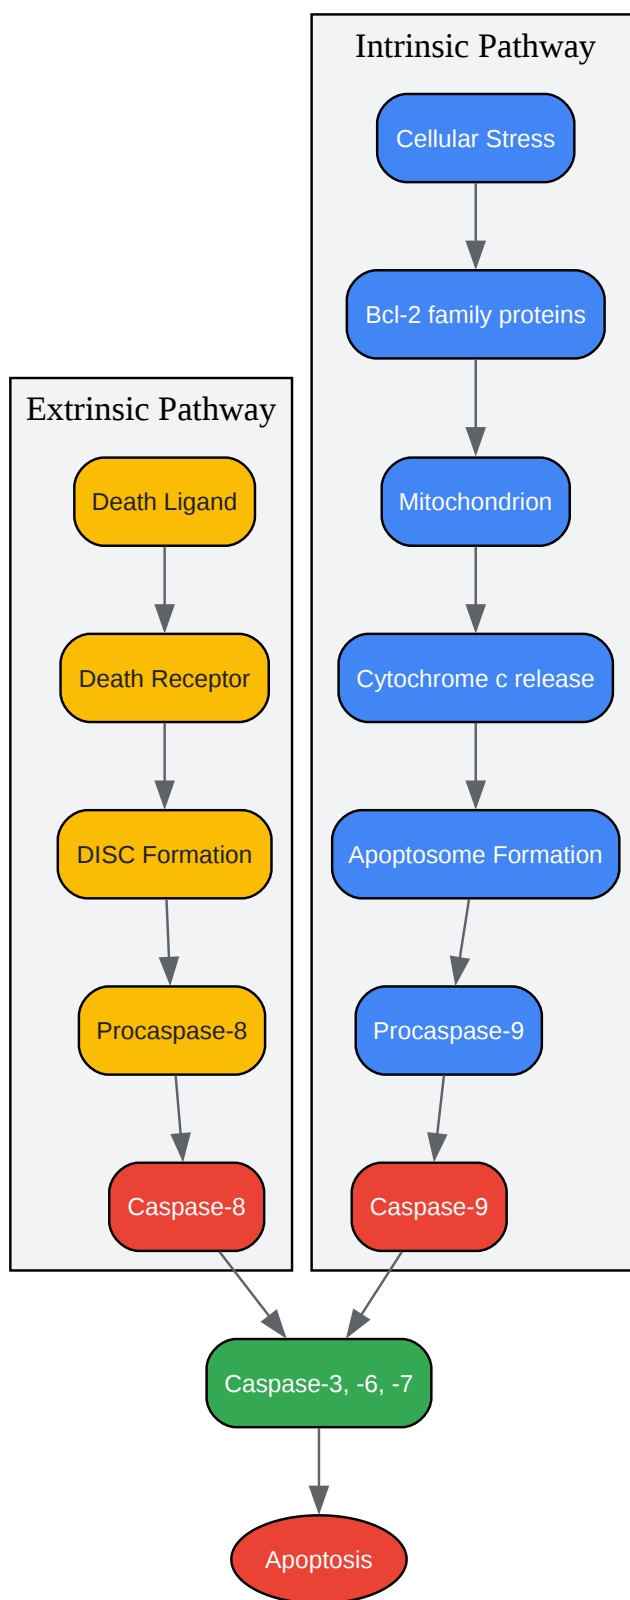 Intrinsic Pathway
Cellular Stress
Bcl-2 family proteins
Mitochondrion
Cytochrome c release
Apoptosome Formation
Procaspase-9
Caspase-9
Extrinsic Pathway
Death Ligand
Death Receptor
DISC Formation
Procaspase-8
Caspase-8
Caspase-3, -6, -7
Apoptosis